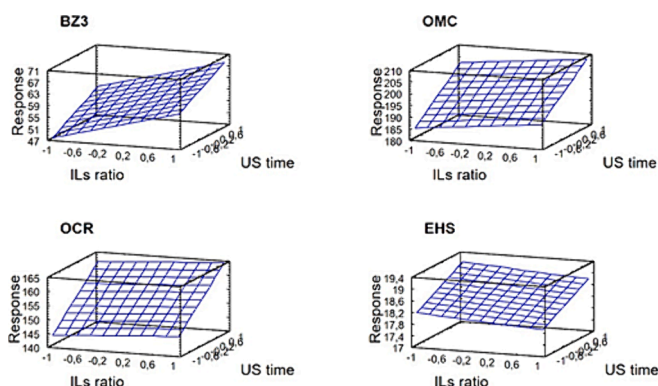 BZ3
Response
71
67
63
59
55
51
47
-1 -0,6 -0,2 0,2 0,6 1
ILs ratio
US time
OMC
Response
210
205
200
195
190
185
180
-1 -0,6 -0,2 0,2 0,6 1
ILs ratio
US time
OCR
Response
165
160
155
150
145
140
-1 -0,6 -0,2 0,2 0,6 1
ILs ratio
US time
EHS
Response
19,4
19
18,6
18,2
17,8
17
-1 -0,6 -0,2 0,2 0,6 1
ILs ratio
US time